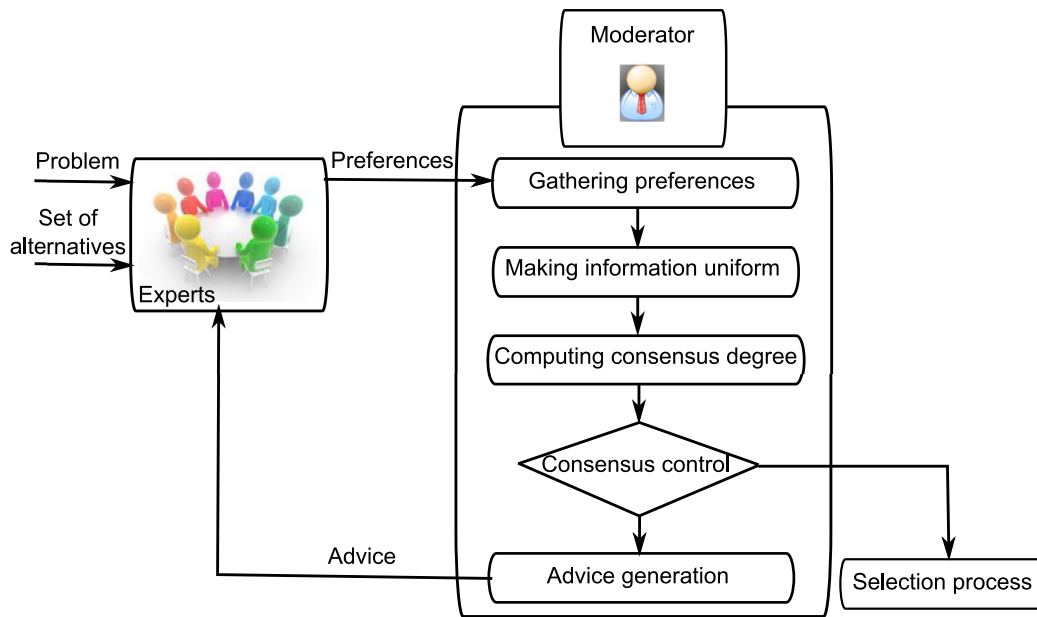 Moderator
Problem
Preferences
Gathering preferences
Set of
alternatives
Making information uniform
Experts
Computing consensus degree
Consensus control
Advice
Advice generation
Selection process